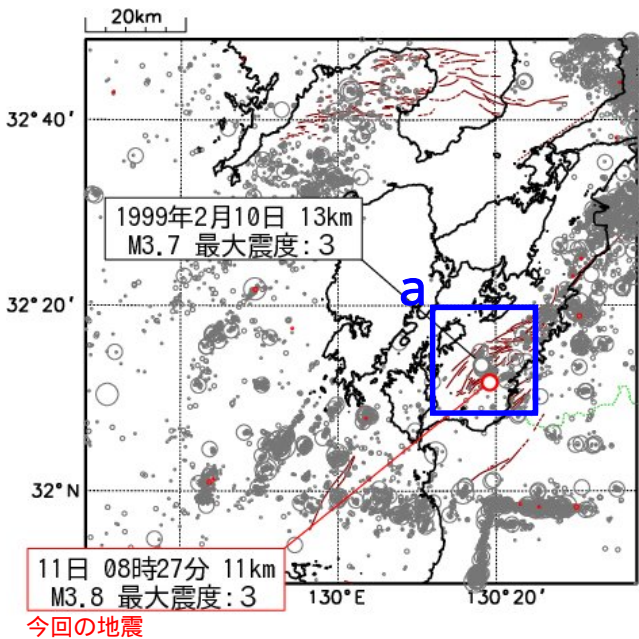 20km
32°40′
1999年2月10日 13km
M3.7 最大震度:3
a
32°20′
32°N
11日 08時27分 11km
M3.8 最大震度:3
130°E
130°20′
今回の地震